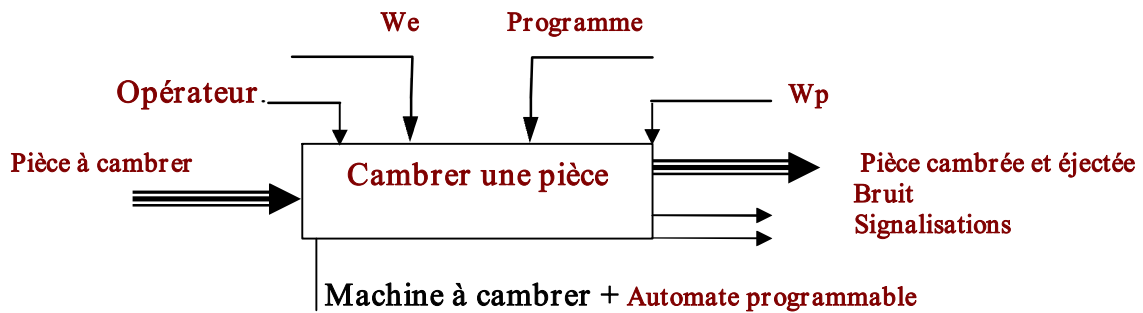 We
Programme
Opérateur
Wp
Pièce à cambrer
Cambrer une pièce
Pièce cambrée et éjectée
Bruit
Signalisations
Machine à cambrer + Automate programmable